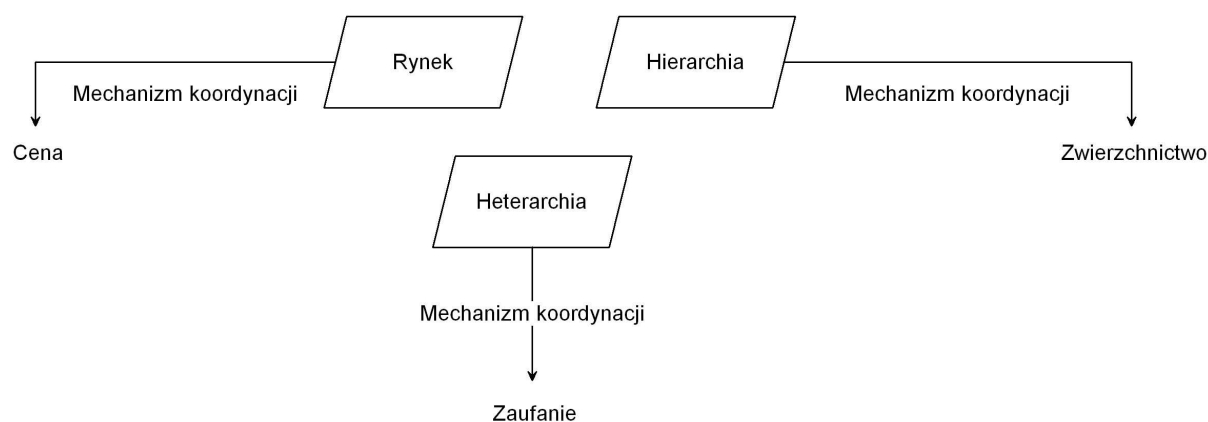 Rynek
Hierarchia
Mechanizm koordynacji
Mechanizm koordynacji
Cena
Zwierzchnictwo
Heterarchia
Mechanizm koordynacji
Zaufanie